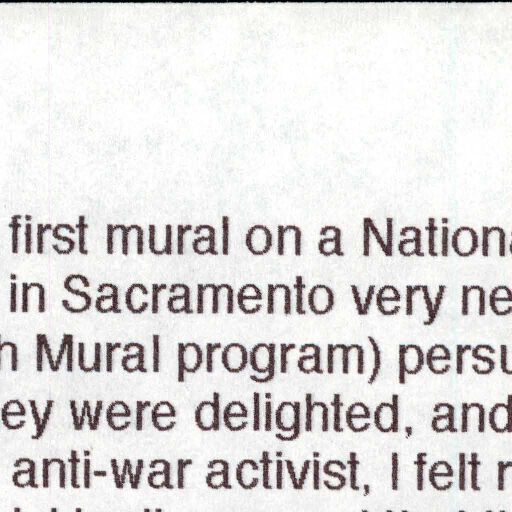 first mural on a Nationa
in Sacramento very ne
h Mural program) persu
ey were delighted, and
anti-war activist, I felt r